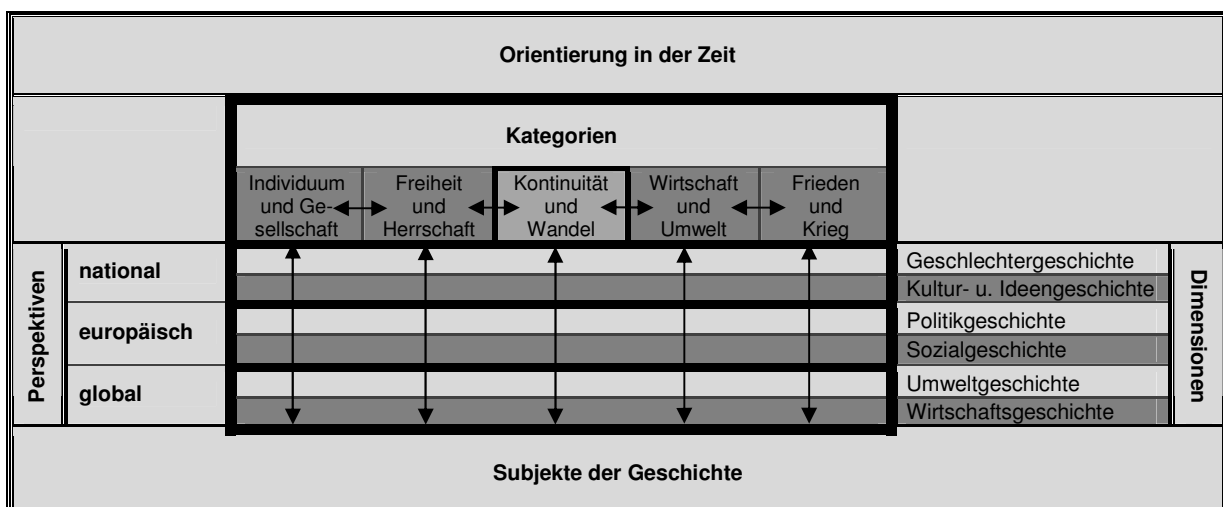 Orientierung in der Zeit
Kategorien
Individuum
und Ge-
sellschaft
Freiheit
und
Herrschaft
Kontinuität
und
Wandel
Wirtschaft
und
Umwelt
Frieden
und
Krieg
Perspektiven
national
europäisch
global
Geschlechtergeschichte
Kultur- u. Ideengeschichte
Politikgeschichte
Sozialgeschichte
Umweltgeschichte
Wirtschaftsgeschichte
Dimensionen
Subjekte der Geschichte